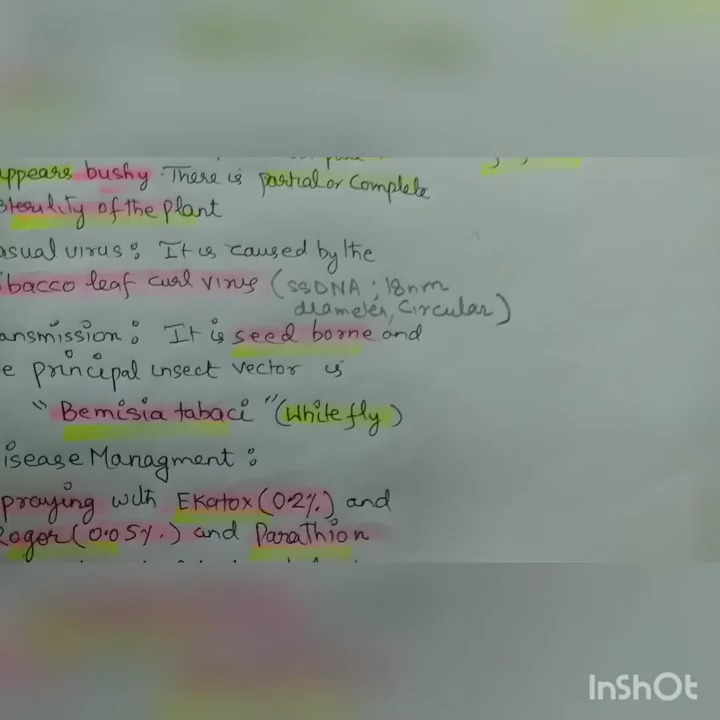 appears bushy. There is partial or Complete
sterility of the plant
asual virus: It is caused by the
bacco leaf curl virus (ssDNA; 18nm
diameter, Circular)
ansmission: It is seed borne and
e principal insect vector is
"Bemisia tabaci" (White fly)
isease Managment:
praying with Ekatox (0.2%) and
Roger (0.05%.) and Parathion
InShOt